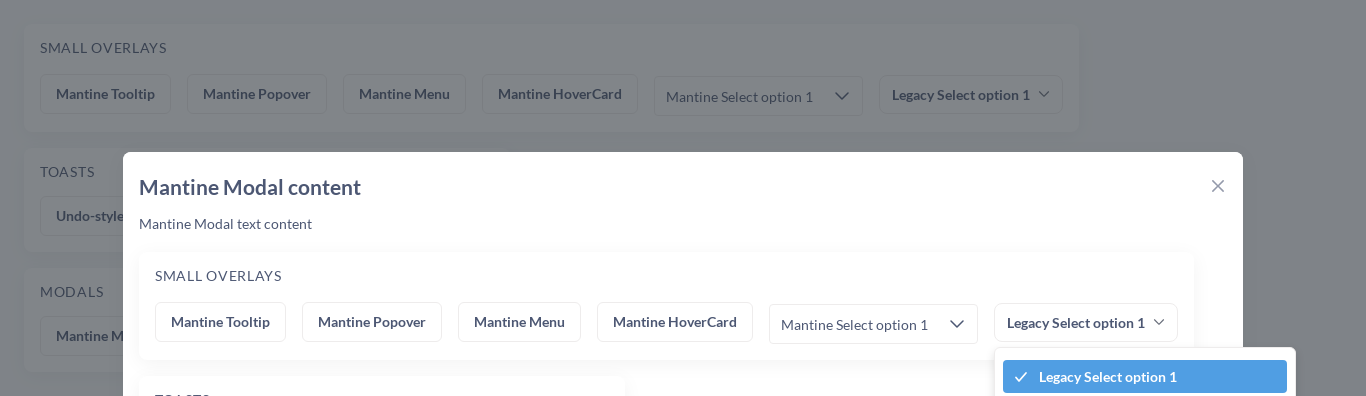 SMALL OVERLAYS
Mantine Tooltip Mantine Popover Mantine Menu Mantine HoverCard Mantine Select option 1 Legacy Select option 1
TOASTS
Undo-style
MODALS
Mantine M
Mantine Modal content
Mantine Modal text content
SMALL OVERLAYS
Mantine Tooltip Mantine Popover Mantine Menu Mantine HoverCard Mantine Select option 1 Legacy Select option 1
Legacy Select option 1